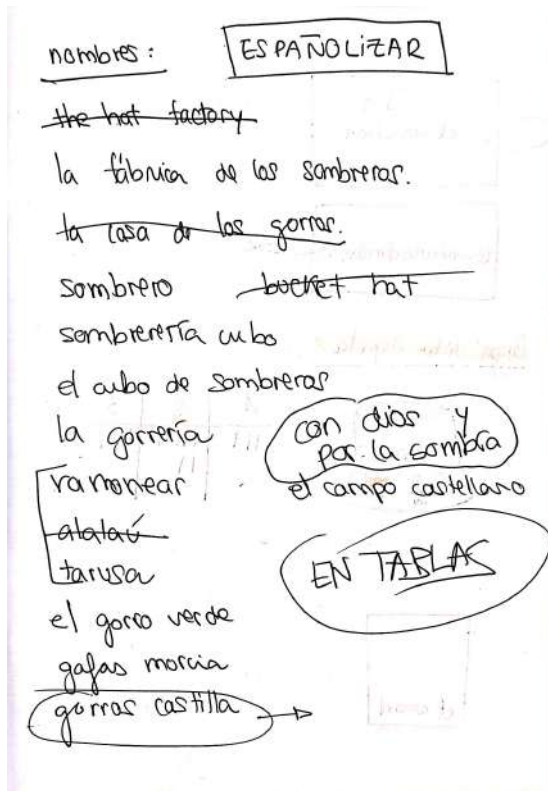 nombres: ESPAÑOLIZAR
the hat factory
la fábrica de los sombreros.
la casa de las gorras.
sombrero bucket hat
sombrerería cubo
el cubo de sombreros
la gorrería
con dios y
por la sombra
ramonear
el campo castellano
alalaú
tarusa
EN TABLAS
el gorro verde
gafas morcia
gorras castilla